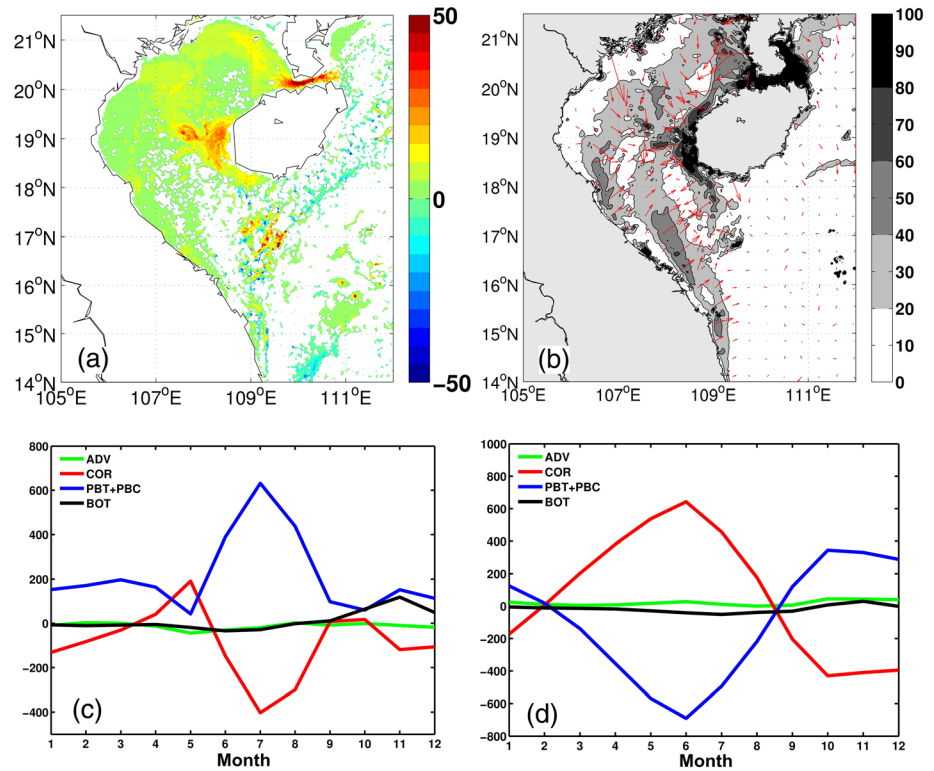 21°N
20°N
19°N
18°N
17°N
16°N
15°N
14°N
105°E
107°E
109°E
111°E
(a)
50
0
−50
21°N
20°N
19°N
18°N
17°N
16°N
15°N
14°N
105°E
107°E
109°E
111°E
(b)
100
90
80
70
60
50
40
30
20
10
0
800
600
400
200
0
−200
−400
ADV
COR
PBT+PBC
BOT
(c)
1 2 3 4 5 6 7 8 9 10 11 12
Month
1000
800
600
400
200
0
−200
−400
−600
−800
ADV
COR
PBT+PBC
BOT
(d)
1 2 3 4 5 6 7 8 9 10 11 12
Month